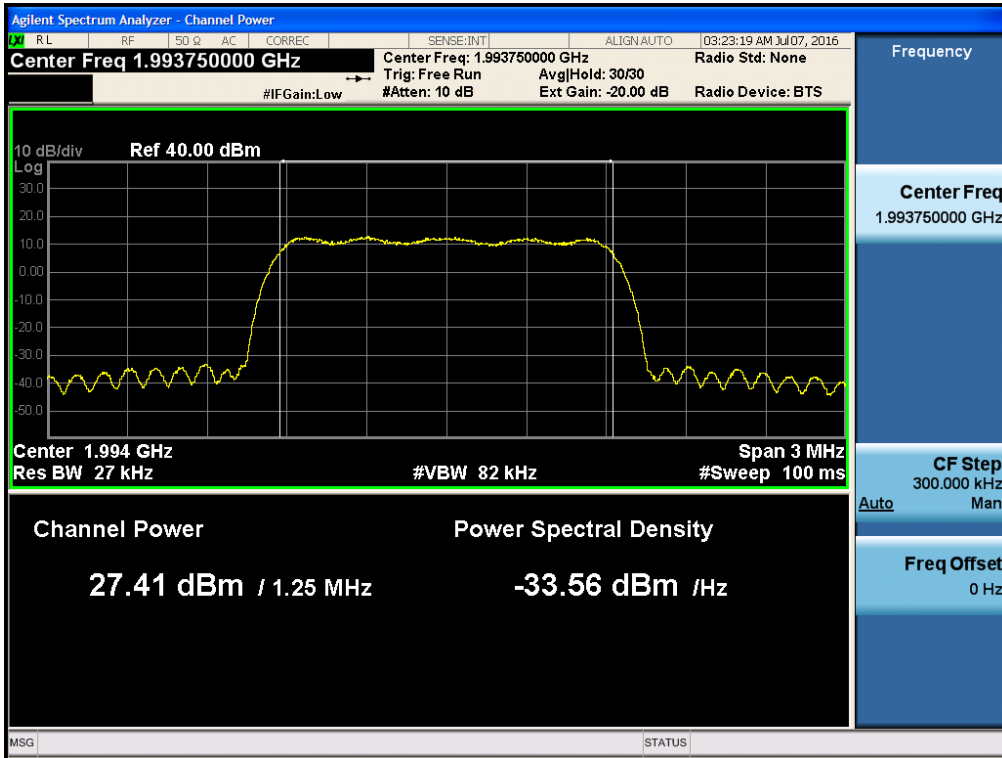 Agilent Spectrum Analyzer - Channel Power
LXI RL RF 50 Ω AC CORREC SENSE:INT ALIGN AUTO 03:23:19 AM Jul 07, 2016
Center Freq 1.993750000 GHz
Center Freq: 1.993750000 GHz Radio Std: None
Trig: Free Run Avg|Hold: 30/30
#IFGain:Low #Atten: 10 dB Ext Gain: -20.00 dB Radio Device: BTS
10 dB/div Ref 40.00 dBm
Log
30.0
20.0
10.0
0.00
-10.0
-20.0
-30.0
-40.0
-50.0
Center 1.994 GHz Span 3 MHz
Res BW 27 kHz #VBW 82 kHz #Sweep 100 ms
Channel Power Power Spectral Density
27.41 dBm / 1.25 MHz -33.56 dBm /Hz
MSG STATUS
Frequency
Center Freq
1.993750000 GHz
CF Step
300.000 kHz
Auto Man
Freq Offset
0 Hz